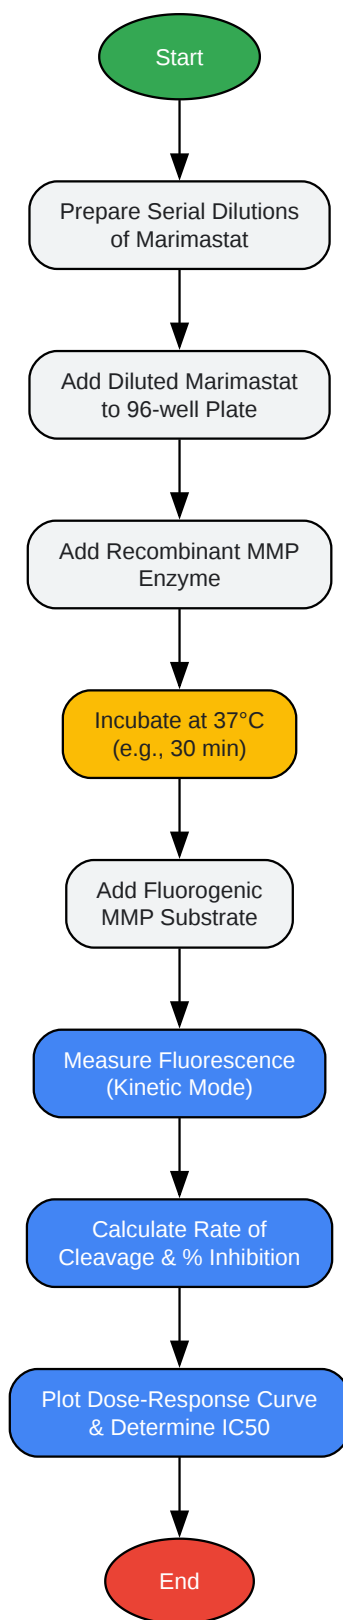 Start
Prepare Serial Dilutions
of Marimastat
Add Diluted Marimastat
to 96-well Plate
Add Recombinant MMP
Enzyme
Incubate at 37°C
(e.g., 30 min)
Add Fluorogenic
MMP Substrate
Measure Fluorescence
(Kinetic Mode)
Calculate Rate of
Cleavage & % Inhibition
Plot Dose-Response Curve
& Determine IC50
End